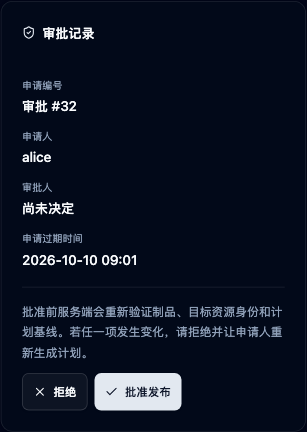 审批记录
申请编号
审批 #32
申请人
alice
审批人
尚未决定
申请过期时间
2026-10-10 09:01
批准前服务端会重新验证制品、目标资源身份和计
划基线。若任一项发生变化，请拒绝并让申请人重
新生成计划。
拒绝 批准发布